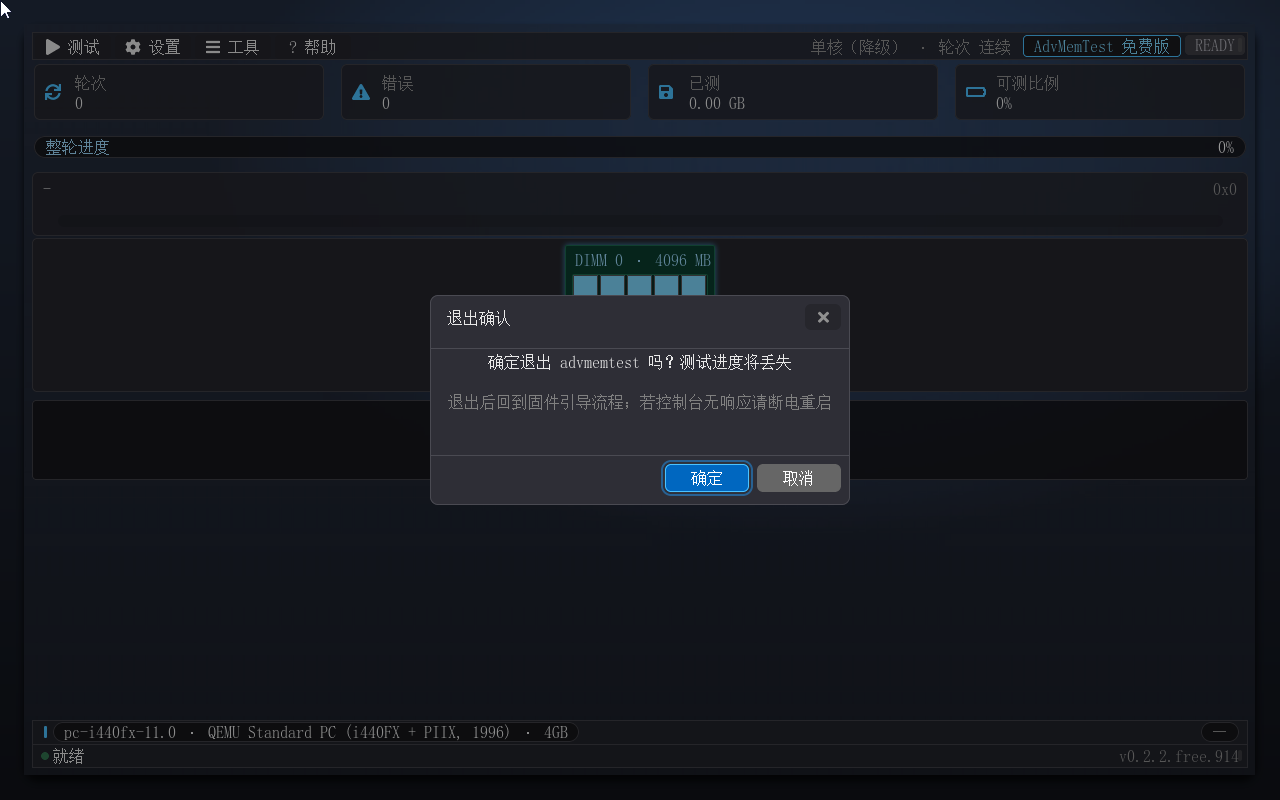 测试 设置 工具 ? 帮助 单核（降级） · 轮次 连续 AdvMemTest 免费版 READY
轮次 错误 已测 可测比例
0 0 0.00 GB 0%
整轮进度 0%
— 0x0
DIMM 0 · 4096 MB
退出确认
确定退出 advmemtest 吗？测试进度将丢失
退出后回到固件引导流程；若控制台无响应请断电重启
确定 取消
pc-i440fx-11.0 · QEMU Standard PC (i440FX + PIIX, 1996) · 4GB —
就绪 v0.2.2.free.914